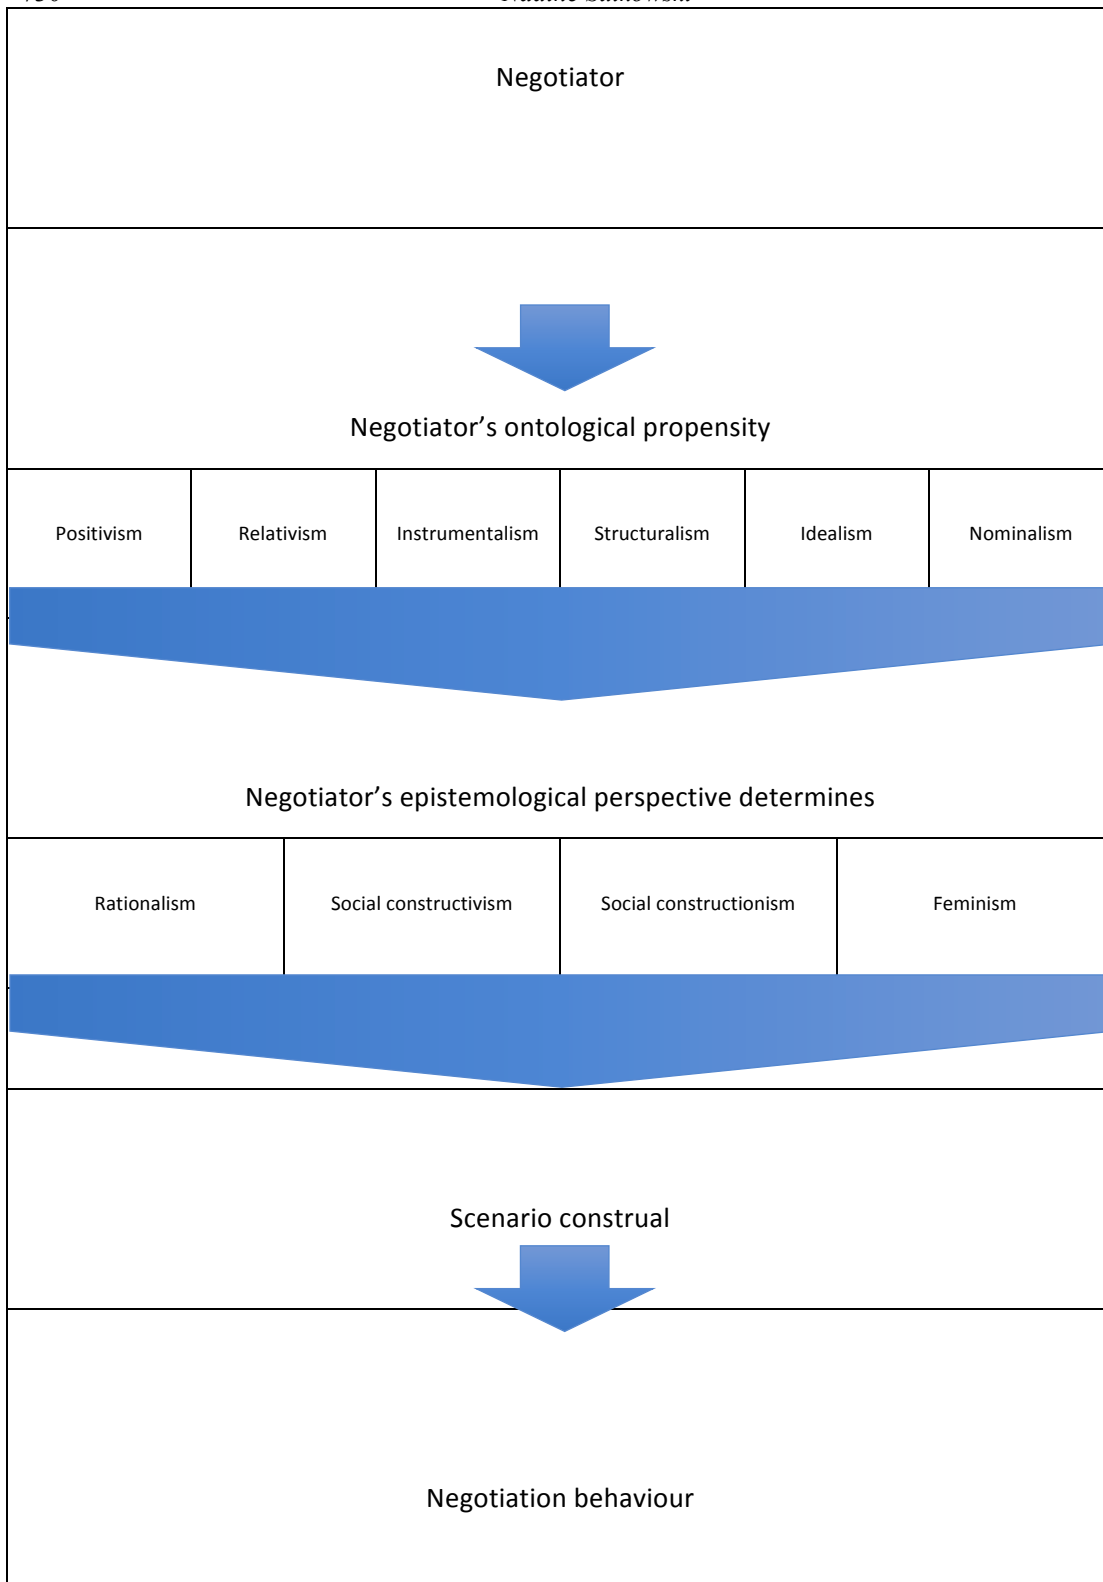 Negotiator
Negotiator’s ontological propensity
Positivism Relativism Instrumentalism Structuralism Idealism Nominalism
Negotiator’s epistemological perspective determines
Rationalism Social constructivism Social constructionism Feminism
Scenario construal
Negotiation behaviour